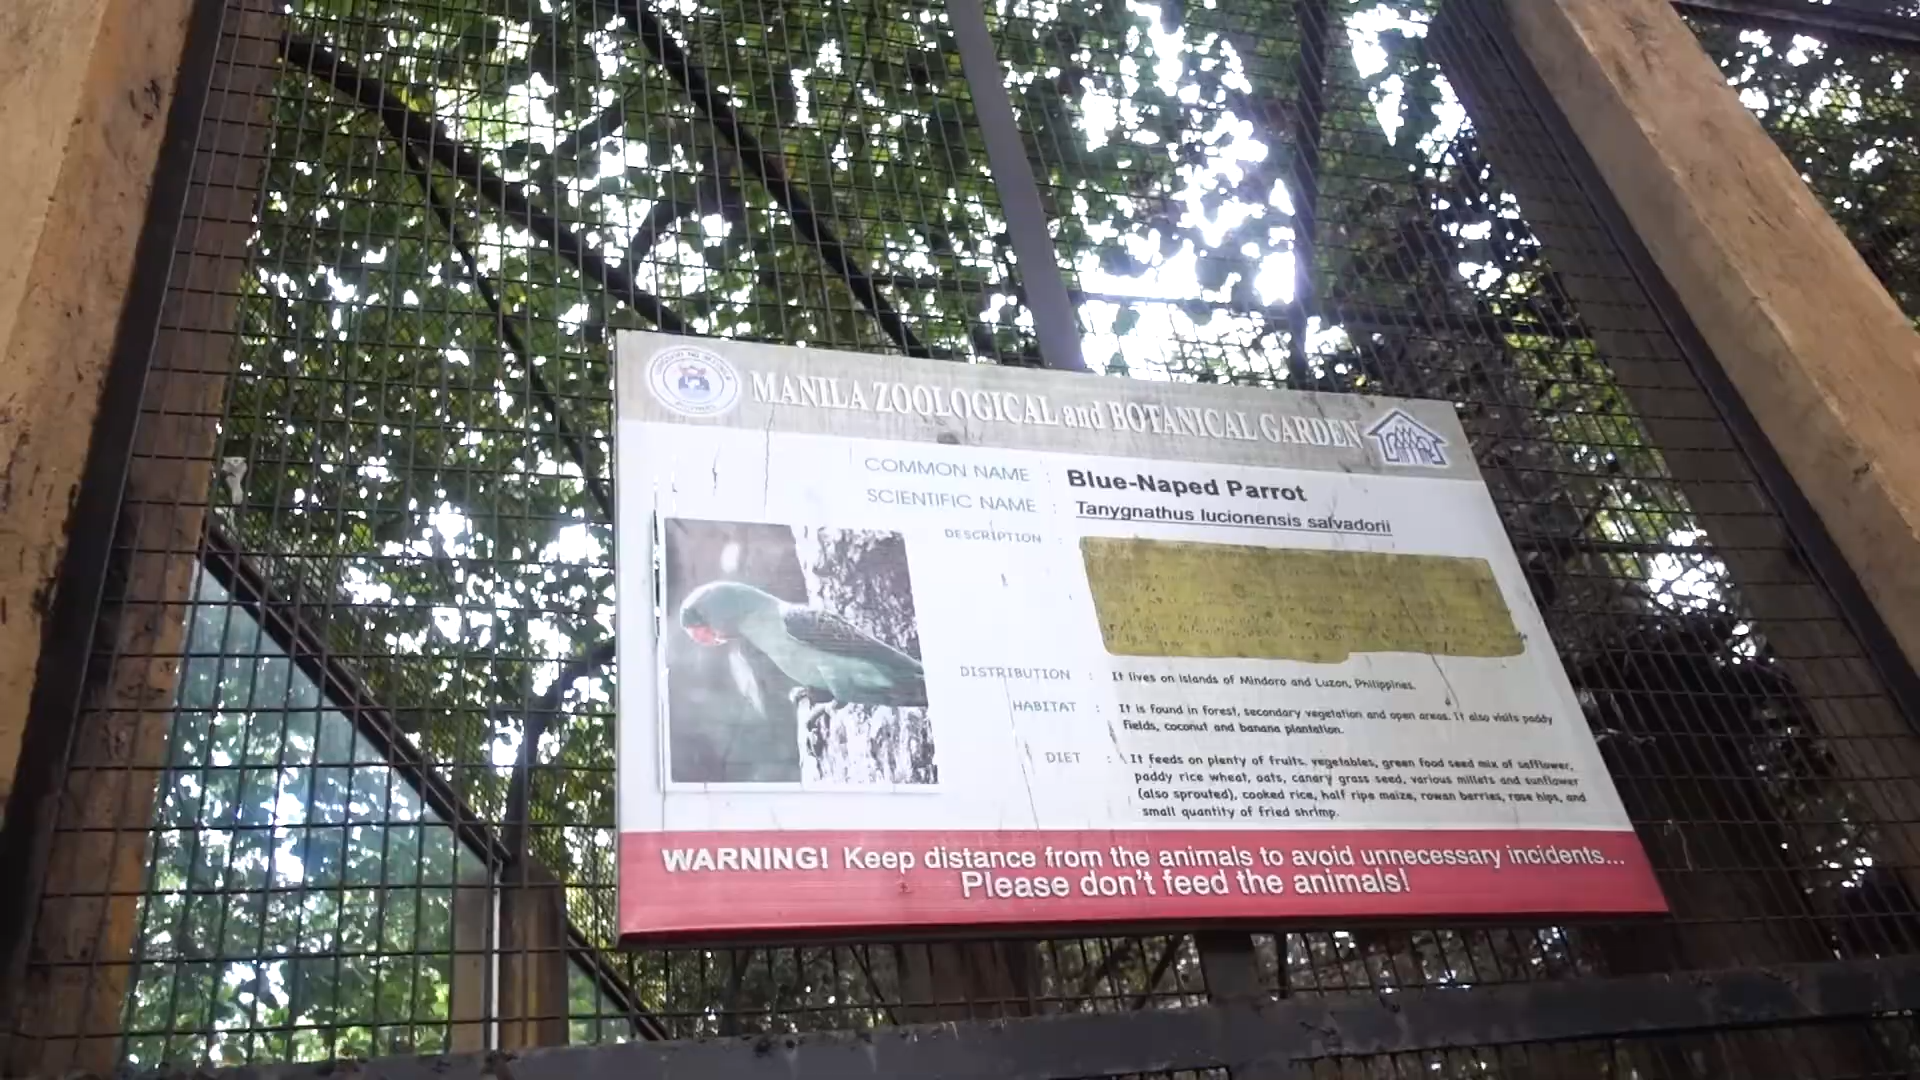 MANILA ZOOLOGICAL and BOTANICAL GARDEN
COMMON NAME : Blue-Naped Parrot
SCIENTIFIC NAME : Tanygnathus lucionensis salvadorii
DESCRIPTION :
DISTRIBUTION : It lives on islands of Mindoro and Luzon, Philippines.
HABITAT : It is found in forest, secondary vegetation and open areas. It also visits paddy
fields, coconut and banana plantation.
DIET : It feeds on plenty of fruits, vegetables, green food seed mix of safflower,
paddy rice wheat, oats, canary grass seed, various millets and sunflower
(also sprouted), cooked rice, half ripe maize, rowan berries, rose hips, and
small quantity of fried shrimp.
WARNING! Keep distance from the animals to avoid unnecessary incidents...
Please don't feed the animals!